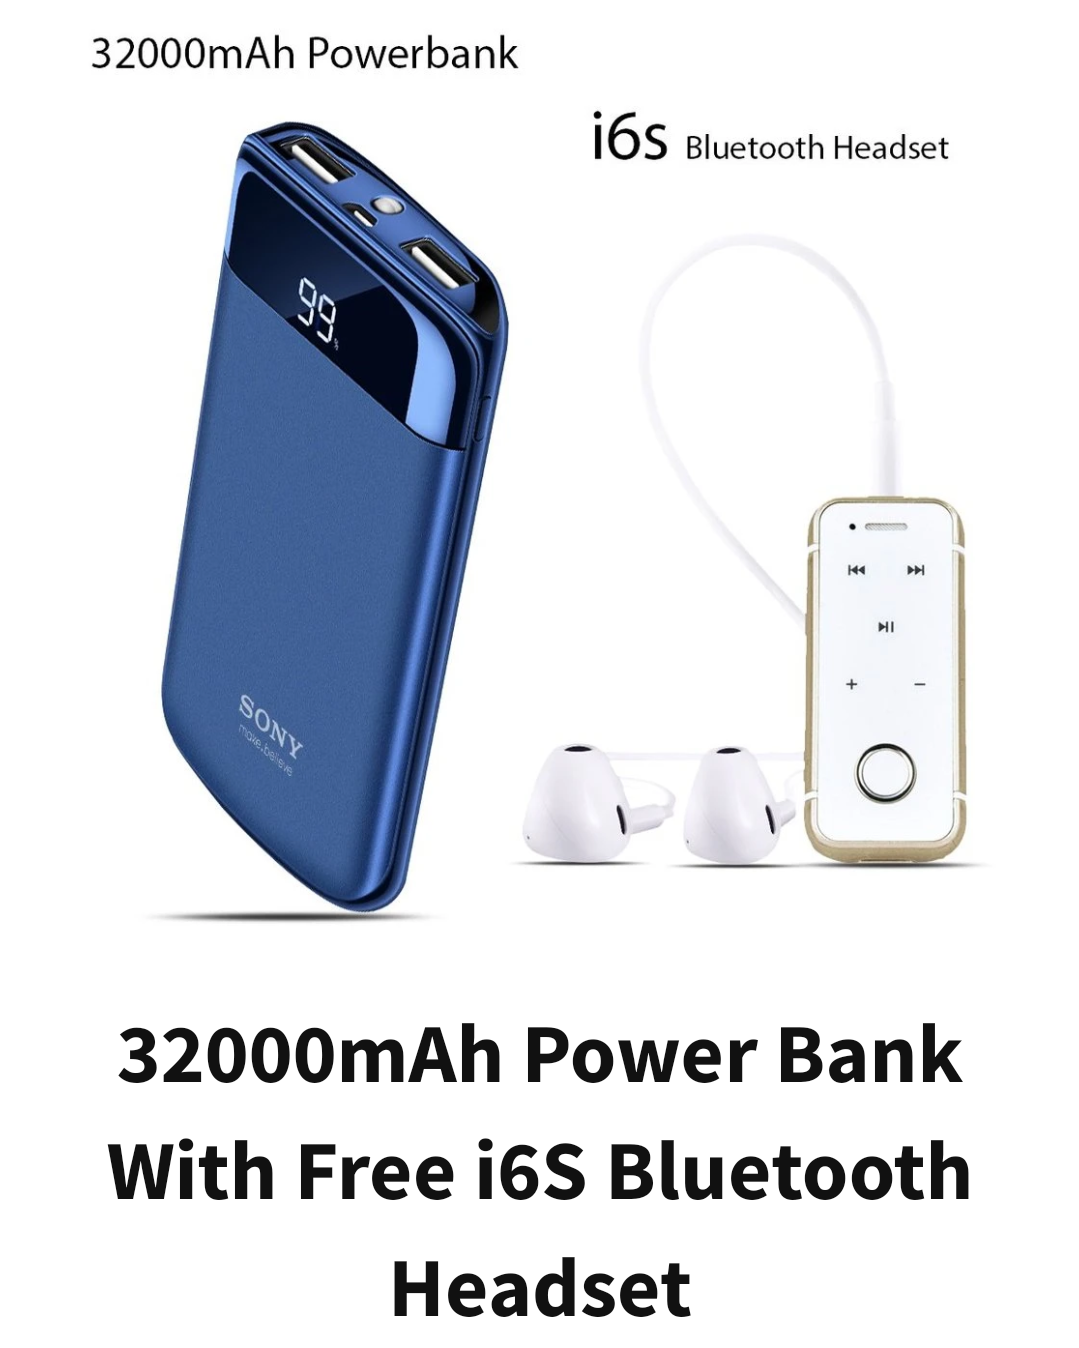 32000mAh Powerbank
i6s Bluetooth Headset
99%
SONY
make.believe
32000mAh Power Bank
With Free i6S Bluetooth
Headset